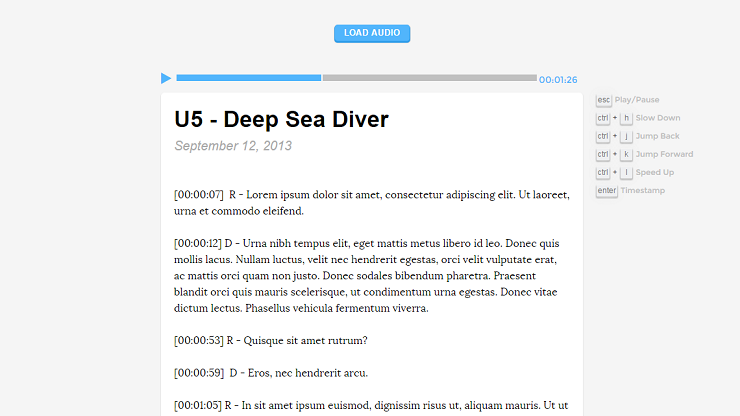 LOAD AUDIO
00:01:26
U5 - Deep Sea Diver
September 12, 2013
[00:00:07] R - Lorem ipsum dolor sit amet, consectetur adipiscing elit. Ut laoreet,
urna et commodo eleifend.
[00:00:12] D - Urna nibh tempus elit, eget mattis metus libero id leo. Donec quis
mollis lacus. Nullam luctus, velit nec hendrerit egestas, orci velit vulputate erat,
ac mattis orci quam non justo. Donec sodales bibendum pharetra. Praesent
blandit orci quis mauris scelerisque, ut condimentum urna egestas. Donec vitae
dictum lectus. Phasellus vehicula fermentum viverra.
[00:00:53] R - Quisque sit amet rutrum?
[00:00:59] D - Eros, nec hendrerit arcu.
[00:01:05] R - In sit amet ipsum euismod, dignissim risus ut, aliquam mauris. Ut ut
esc Play/Pause
ctrl + h Slow Down
ctrl + j Jump Back
ctrl + k Jump Forward
ctrl + l Speed Up
enter Timestamp